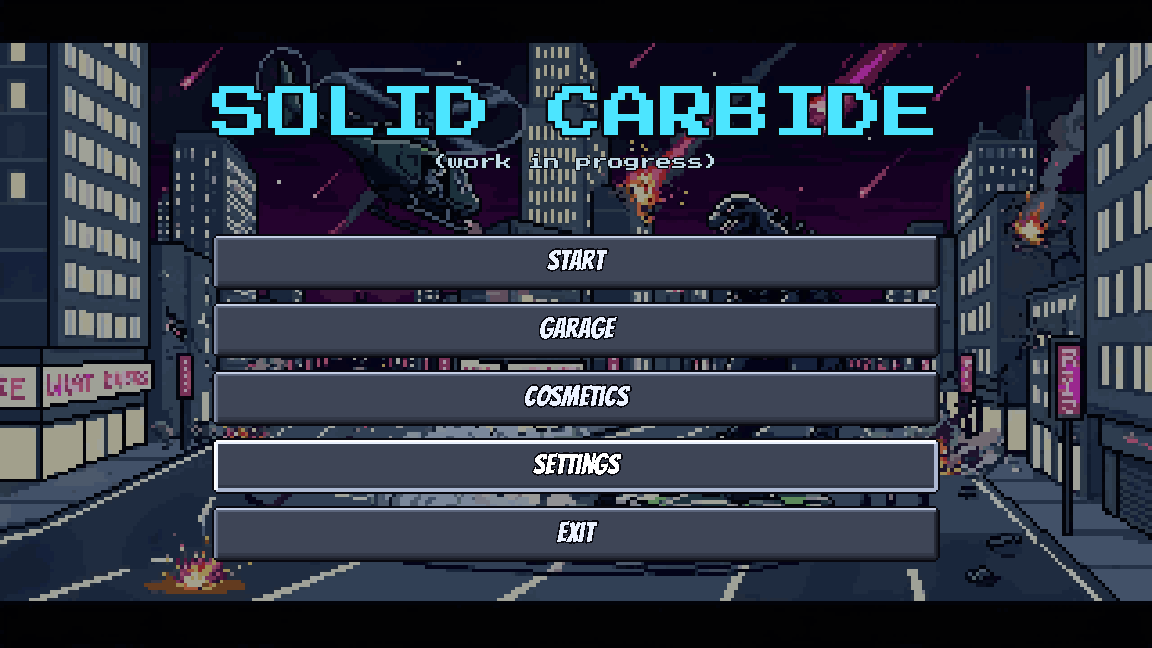 SOLID CARBIDE
(work in progress)
START
GARAGE
COSMETICS
SETTINGS
EXIT